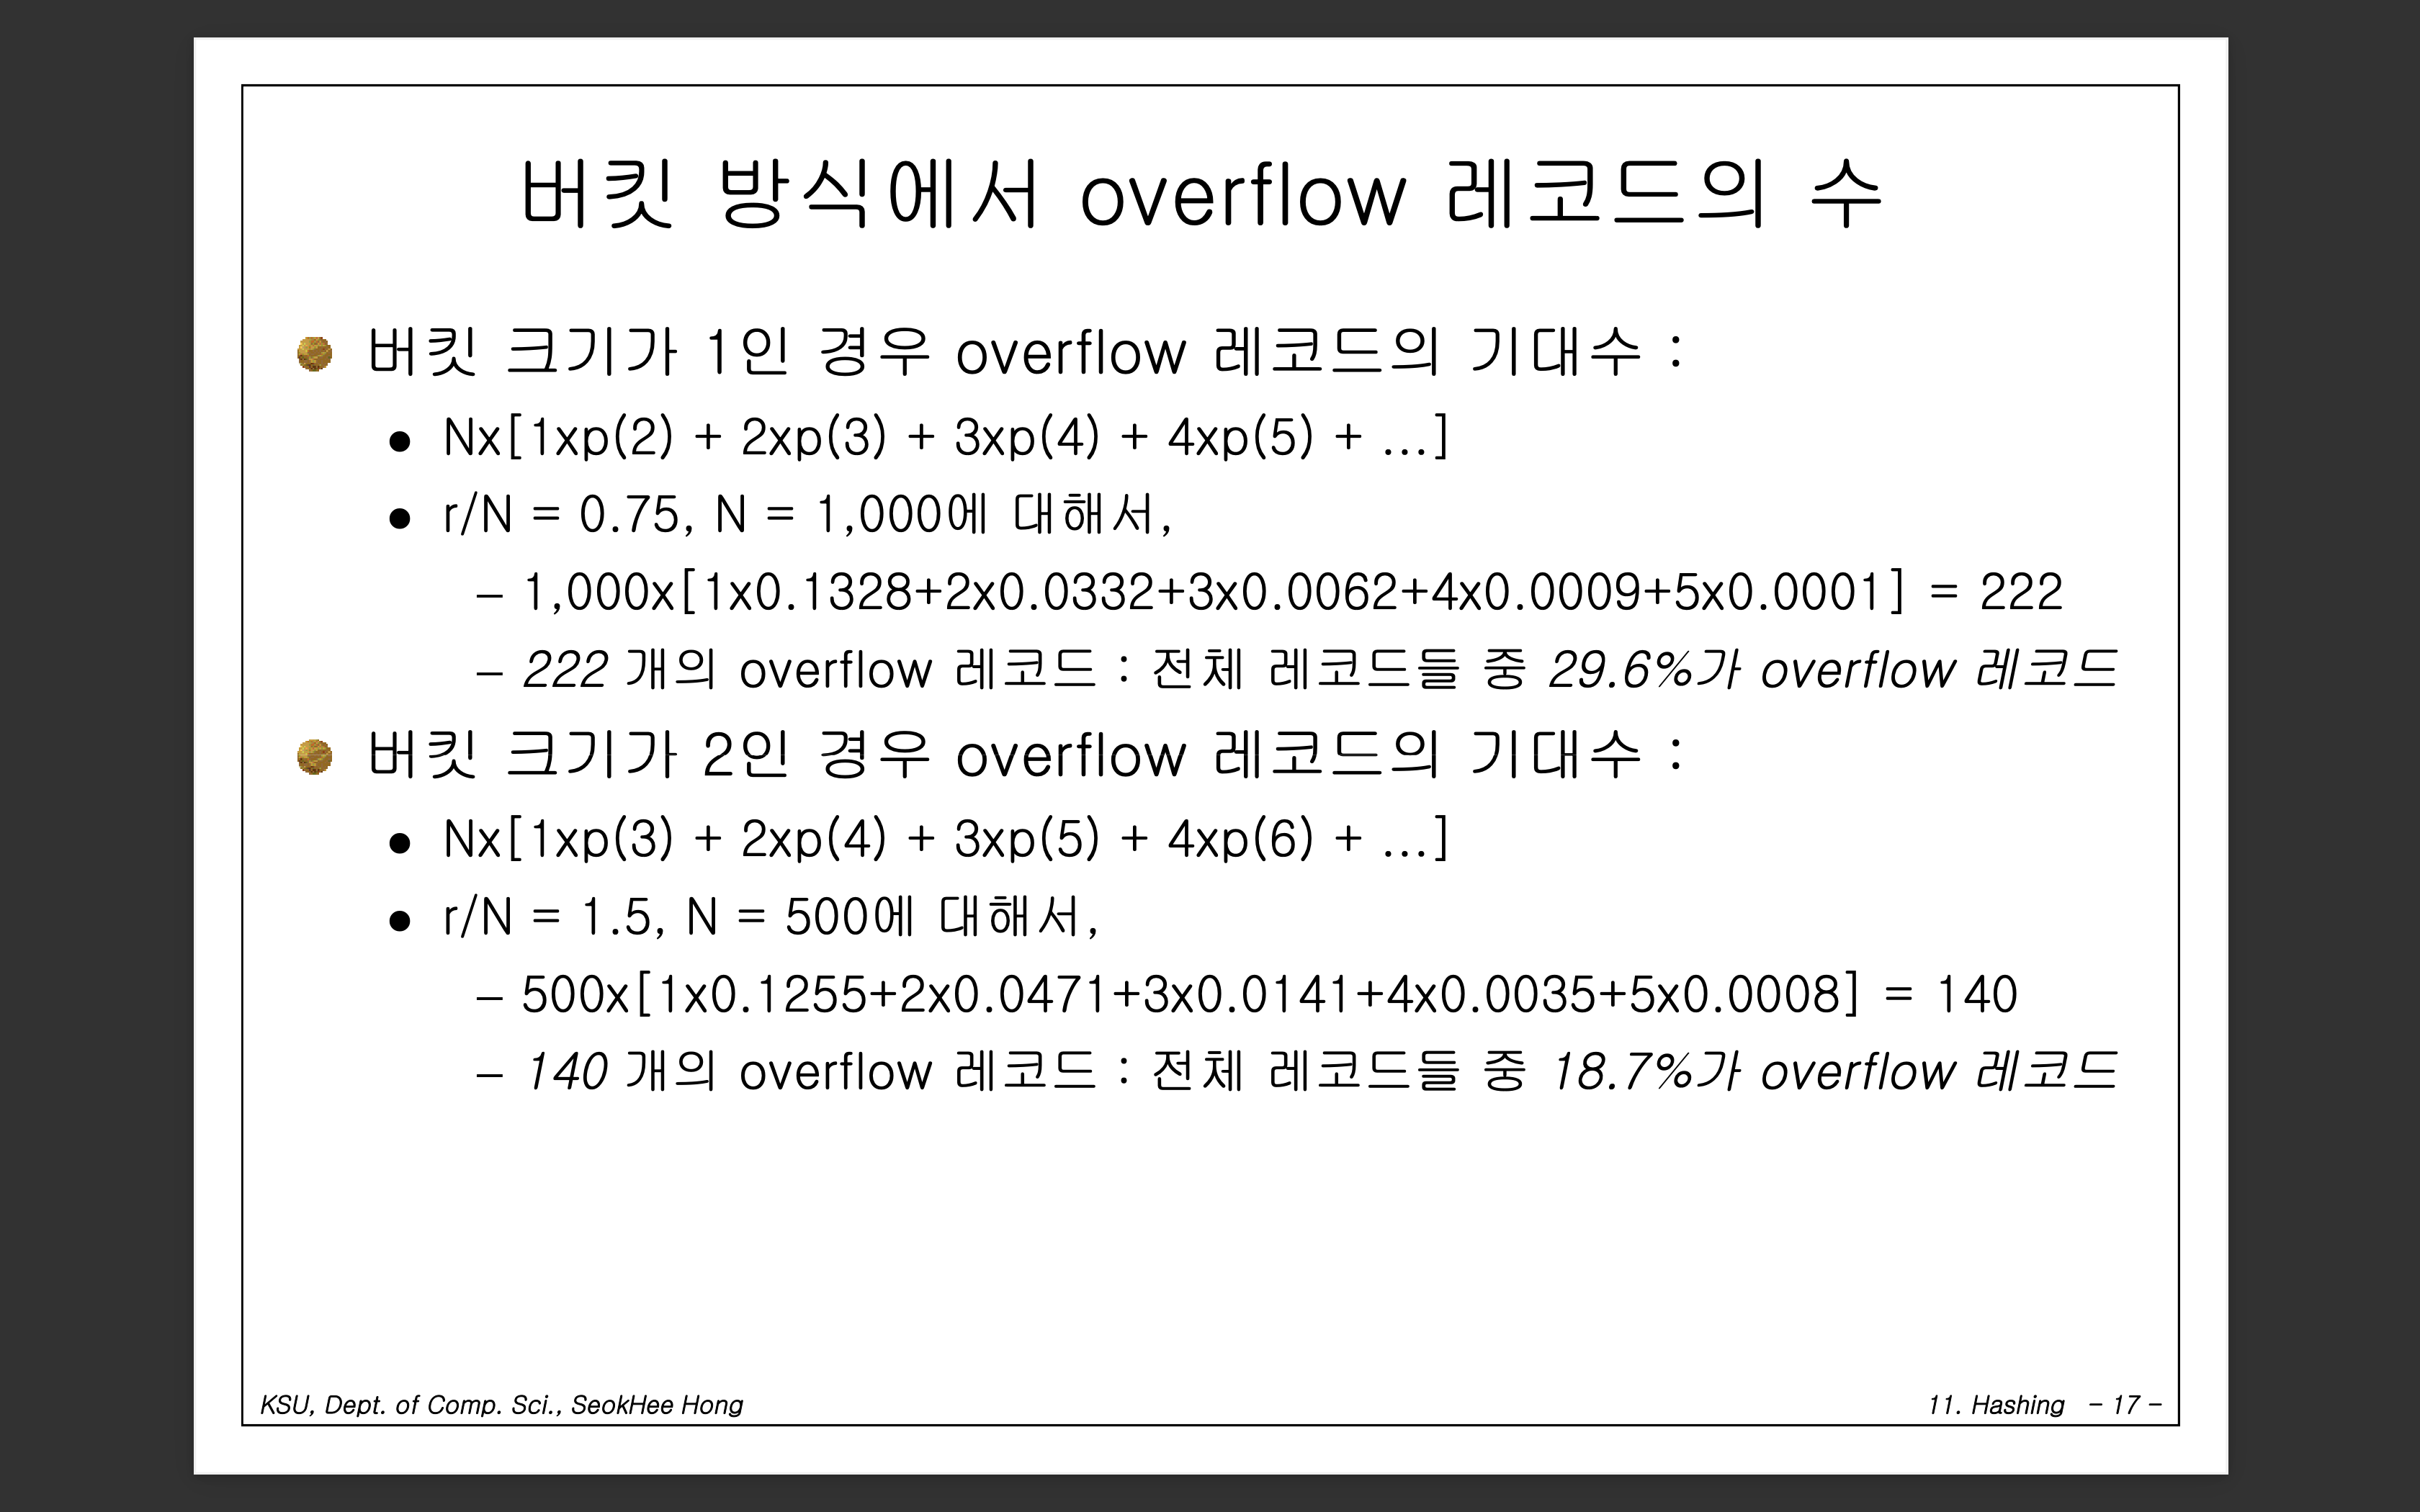 버킷 방식에서 overflow 레코드의 수
버킷 크기가 1인 경우 overflow 레코드의 기대수 :
● Nx[1xp(2) + 2xp(3) + 3xp(4) + 4xp(5) + ...]
● r/N = 0.75, N = 1,000에 대해서,
– 1,000x[1x0.1328+2x0.0332+3x0.0062+4x0.0009+5x0.0001] = 222
– 222 개의 overflow 레코드 : 전체 레코드들 중 29.6%가 overflow 레코드
버킷 크기가 2인 경우 overflow 레코드의 기대수 :
● Nx[1xp(3) + 2xp(4) + 3xp(5) + 4xp(6) + ...]
● r/N = 1.5, N = 500에 대해서,
– 500x[1x0.1255+2x0.0471+3x0.0141+4x0.0035+5x0.0008] = 140
– 140 개의 overflow 레코드 : 전체 레코드들 중 18.7%가 overflow 레코드
KSU, Dept. of Comp. Sci., SeokHee Hong
11. Hashing – 17 –